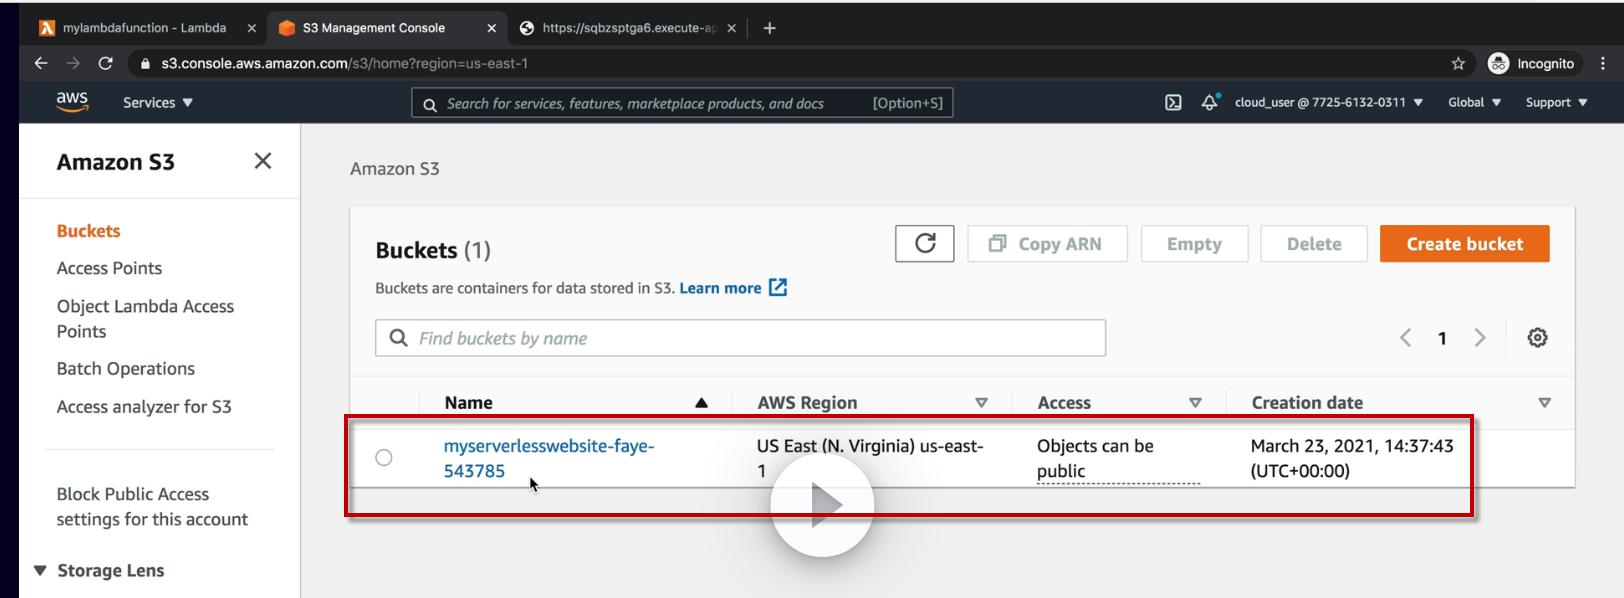 mylambdafunction - Lambda
S3 Management Console
https://sqbzsptga6.execute-ap
s3.console.aws.amazon.com/s3/home?region=us-east-1
Incognito
aws
Services
Search for services, features, marketplace products, and docs
[Option+S]
cloud_user @ 7725-6132-0311
Global
Support
Amazon S3
Buckets
Access Points
Object Lambda Access
Points
Batch Operations
Access analyzer for S3
Block Public Access
settings for this account
Storage Lens
Amazon S3
Buckets (1)
Copy ARN
Empty
Delete
Create bucket
Buckets are containers for data stored in S3. Learn more
Find buckets by name
1
Name
AWS Region
Access
Creation date
myserverlesswebsite-faye-
543785
US East (N. Virginia) us-east-
1
Objects can be
public
March 23, 2021, 14:37:43
(UTC+00:00)